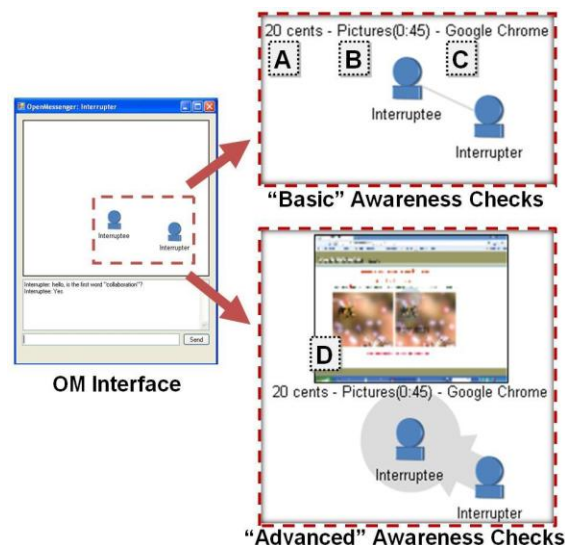 OpenMessenger: Interrupter
Interruptee
Interrupter
Interrupter: hello, is the first word "collaboration"?
Interruptee: Yes
Send
OM Interface
20 cents - Pictures(0:45) - Google Chrome
A
B
C
Interruptee
Interrupter
“Basic” Awareness Checks
D
20 cents - Pictures(0:45) - Google Chrome
Interruptee
Interrupter
“Advanced” Awareness Checks